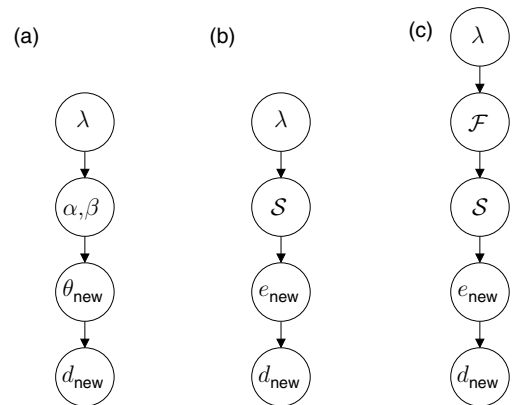 (a) (b) (c)
λ
λ λ ℱ
α,β 𝒮 𝒮
θnew enew enew
dnew dnew dnew